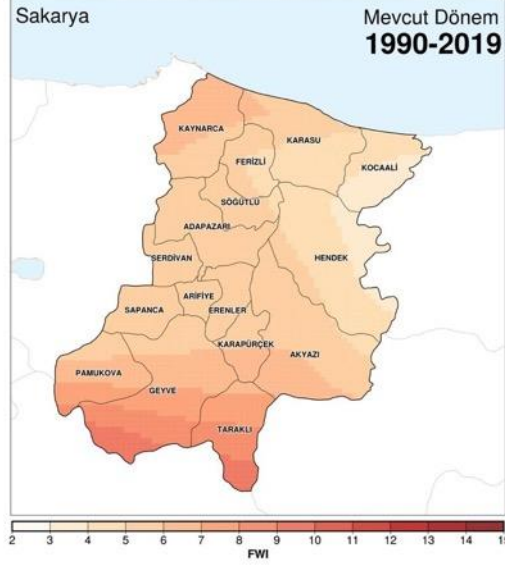 Sakarya
Mevcut Dönem
1990-2019
KAYNARCA
KARASU
FERİZLİ
KOCAALİ
SÖĞÜTLÜ
ADAPAZARI
SERDİVAN
HENDEK
ARİFİYE
SAPANCA
ERENLER
KARAPÜRÇEK
AKYAZI
PAMUKOVA
GEYVE
TARAKLI
2 3 4 5 6 7 8 9 10 11 12 13 14 15
FWI